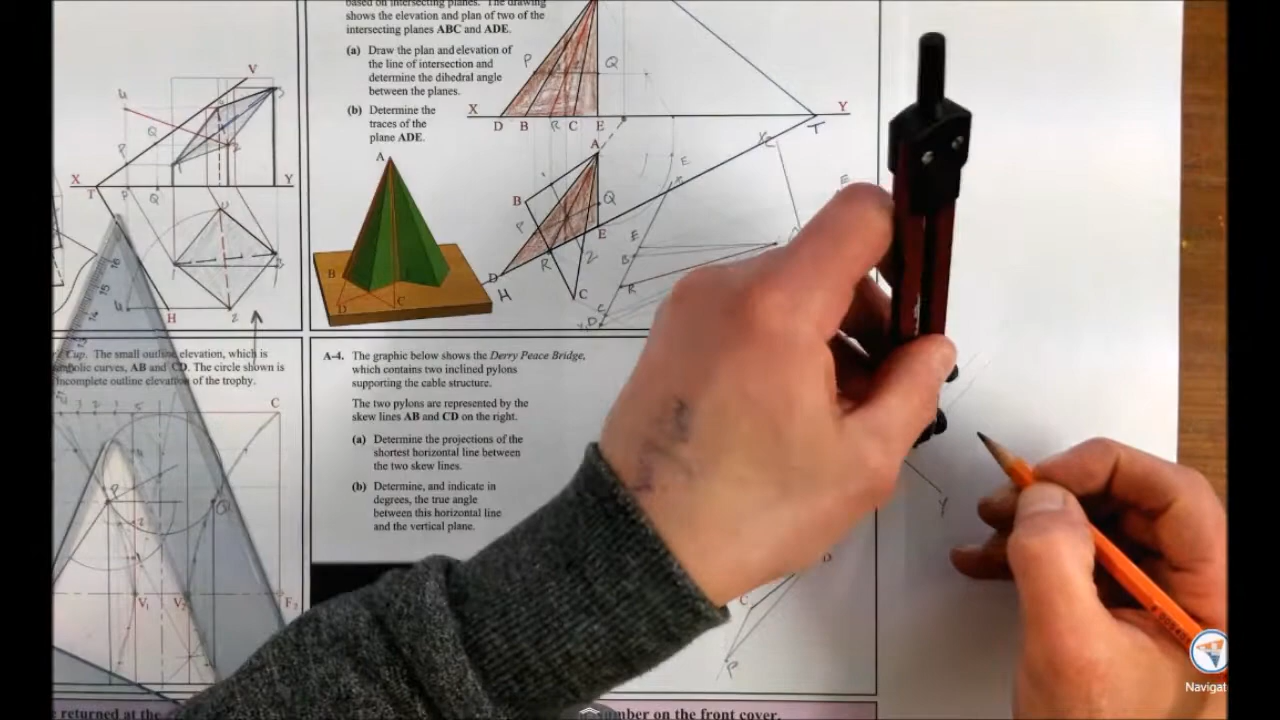 based on intersecting planes. The drawing
shows the elevation and plan of two of the
intersecting planes ABC and ADE.
(a) Draw the plan and elevation of
the line of intersection and
determine the dihedral angle
between the planes.
(b) Determine the
traces of the
plane ADE.
A
B
D
C
P
Q
X
Y
D B R C E
T
A
B
Q
P
E
R
D
H
C
E
E
B
R
V
Q
P
X
Y
T
H
Cup. The small outline elevation, which is
curves, AB and CD. The circle shown is
incomplete outline elevation of the trophy.
16
15
14
C
P
Q
V₁
V₂
F₂
A-4. The graphic below shows the Derry Peace Bridge,
which contains two inclined pylons
supporting the cable structure.
The two pylons are represented by the
skew lines AB and CD on the right.
(a) Determine the projections of the
shortest horizontal line between
the two skew lines.
(b) Determine, and indicate in
degrees, the true angle
between this horizontal line
and the vertical plane.
Y
D
C
P
returned at the
number on the front cover.
Navigat